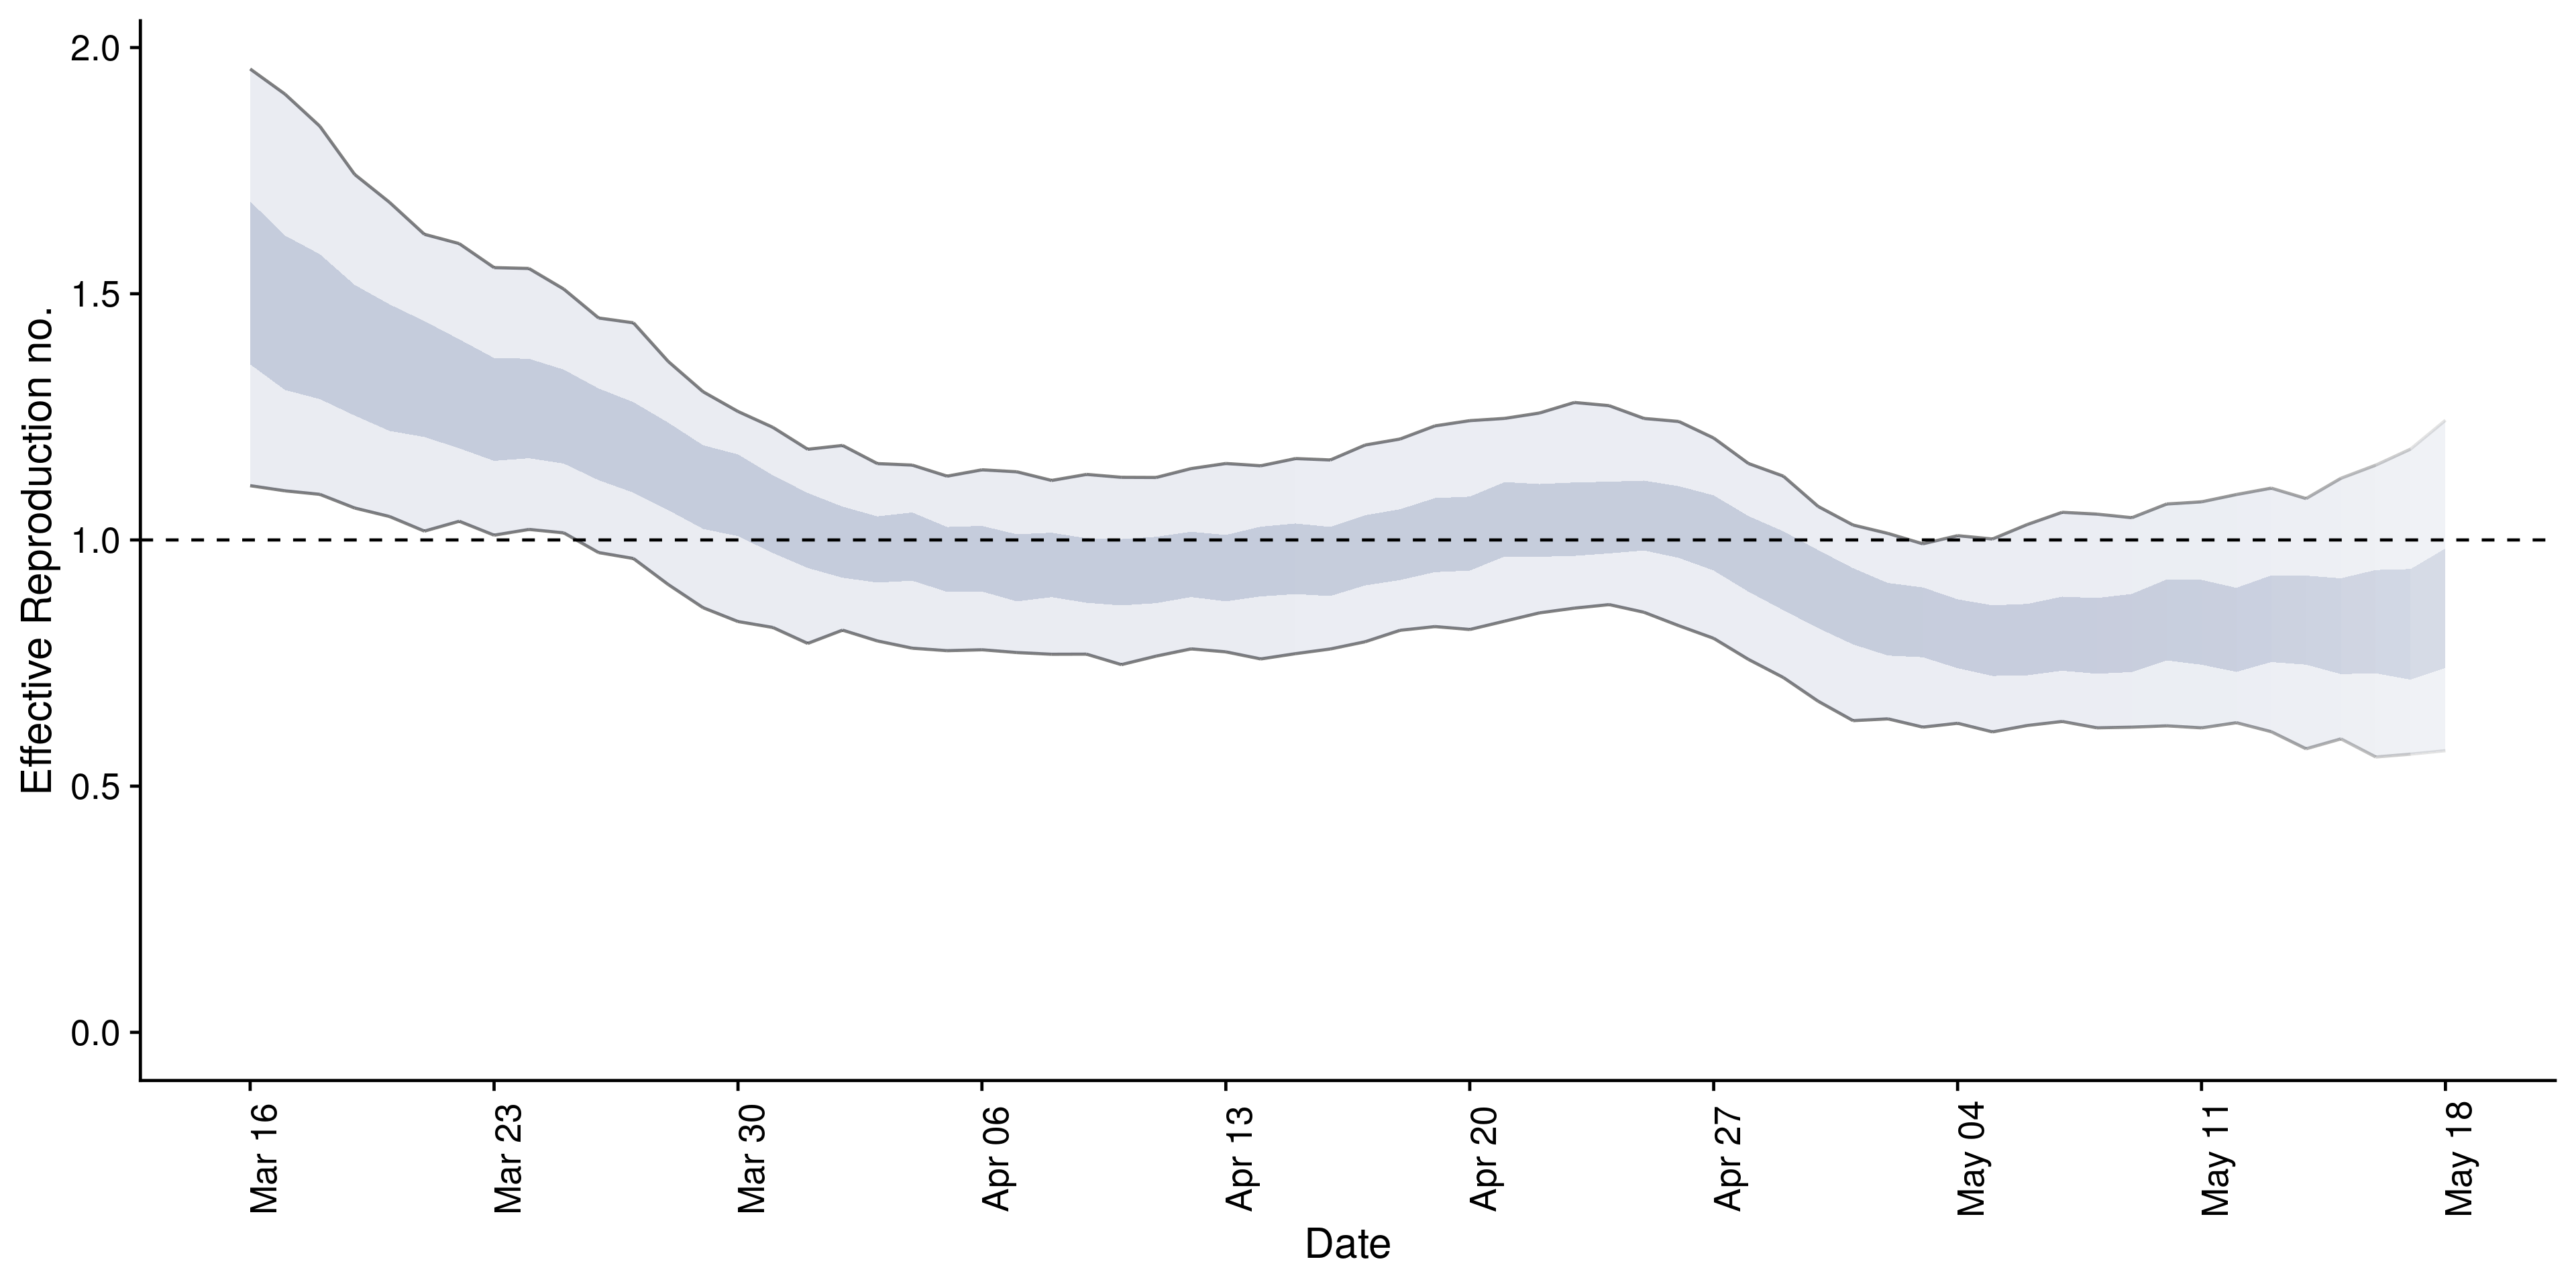 Effective Reproduction no.
2.0
1.5
1.0
0.5
0.0
Mar 16
Mar 23
Mar 30
Apr 06
Apr 13
Apr 20
Apr 27
May 04
May 11
May 18
Date